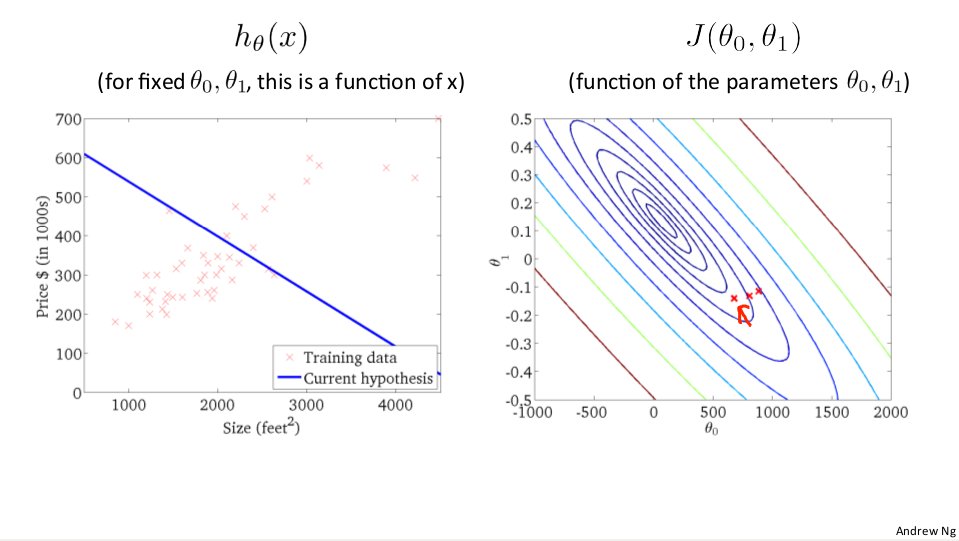 hθ(x)
(for fixed θ₀, θ₁, this is a function of x)
700
600
500
400
300
200
100
0
Price $ (in 1000s)
1000 2000 3000 4000
Size (feet²)
Training data
Current hypothesis
J(θ₀, θ₁)
(function of the parameters θ₀, θ₁)
0.5
0.4
0.3
0.2
0.1
0
-0.1
-0.2
-0.3
-0.4
-0.5
θ₁
-1000 -500 0 500 1000 1500 2000
θ₀
Andrew Ng